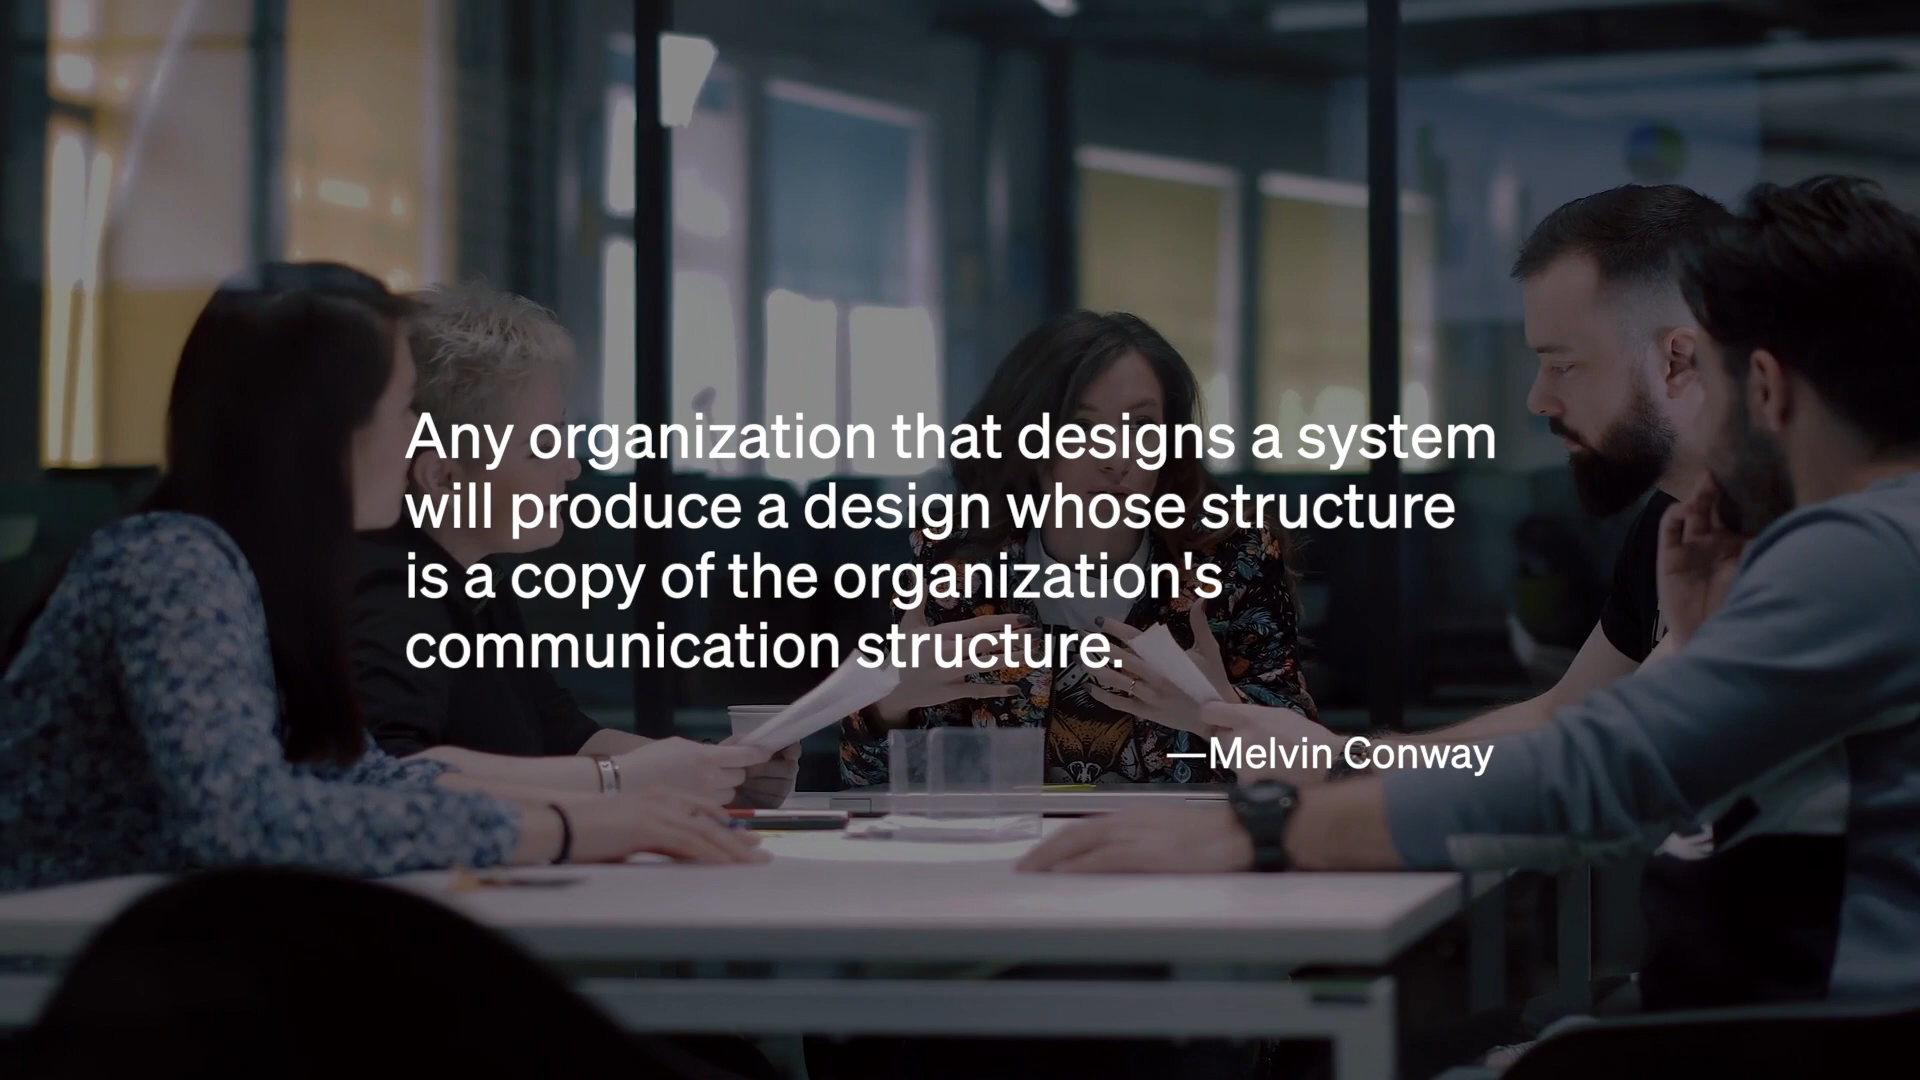 Any organization that designs a system
will produce a design whose structure
is a copy of the organization's
communication structure.
—Melvin Conway